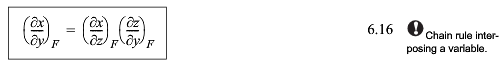 (∂x/∂y)_F = (∂x/∂z)_F (∂z/∂y)_F
6.16
Chain rule inter-
posing a variable.